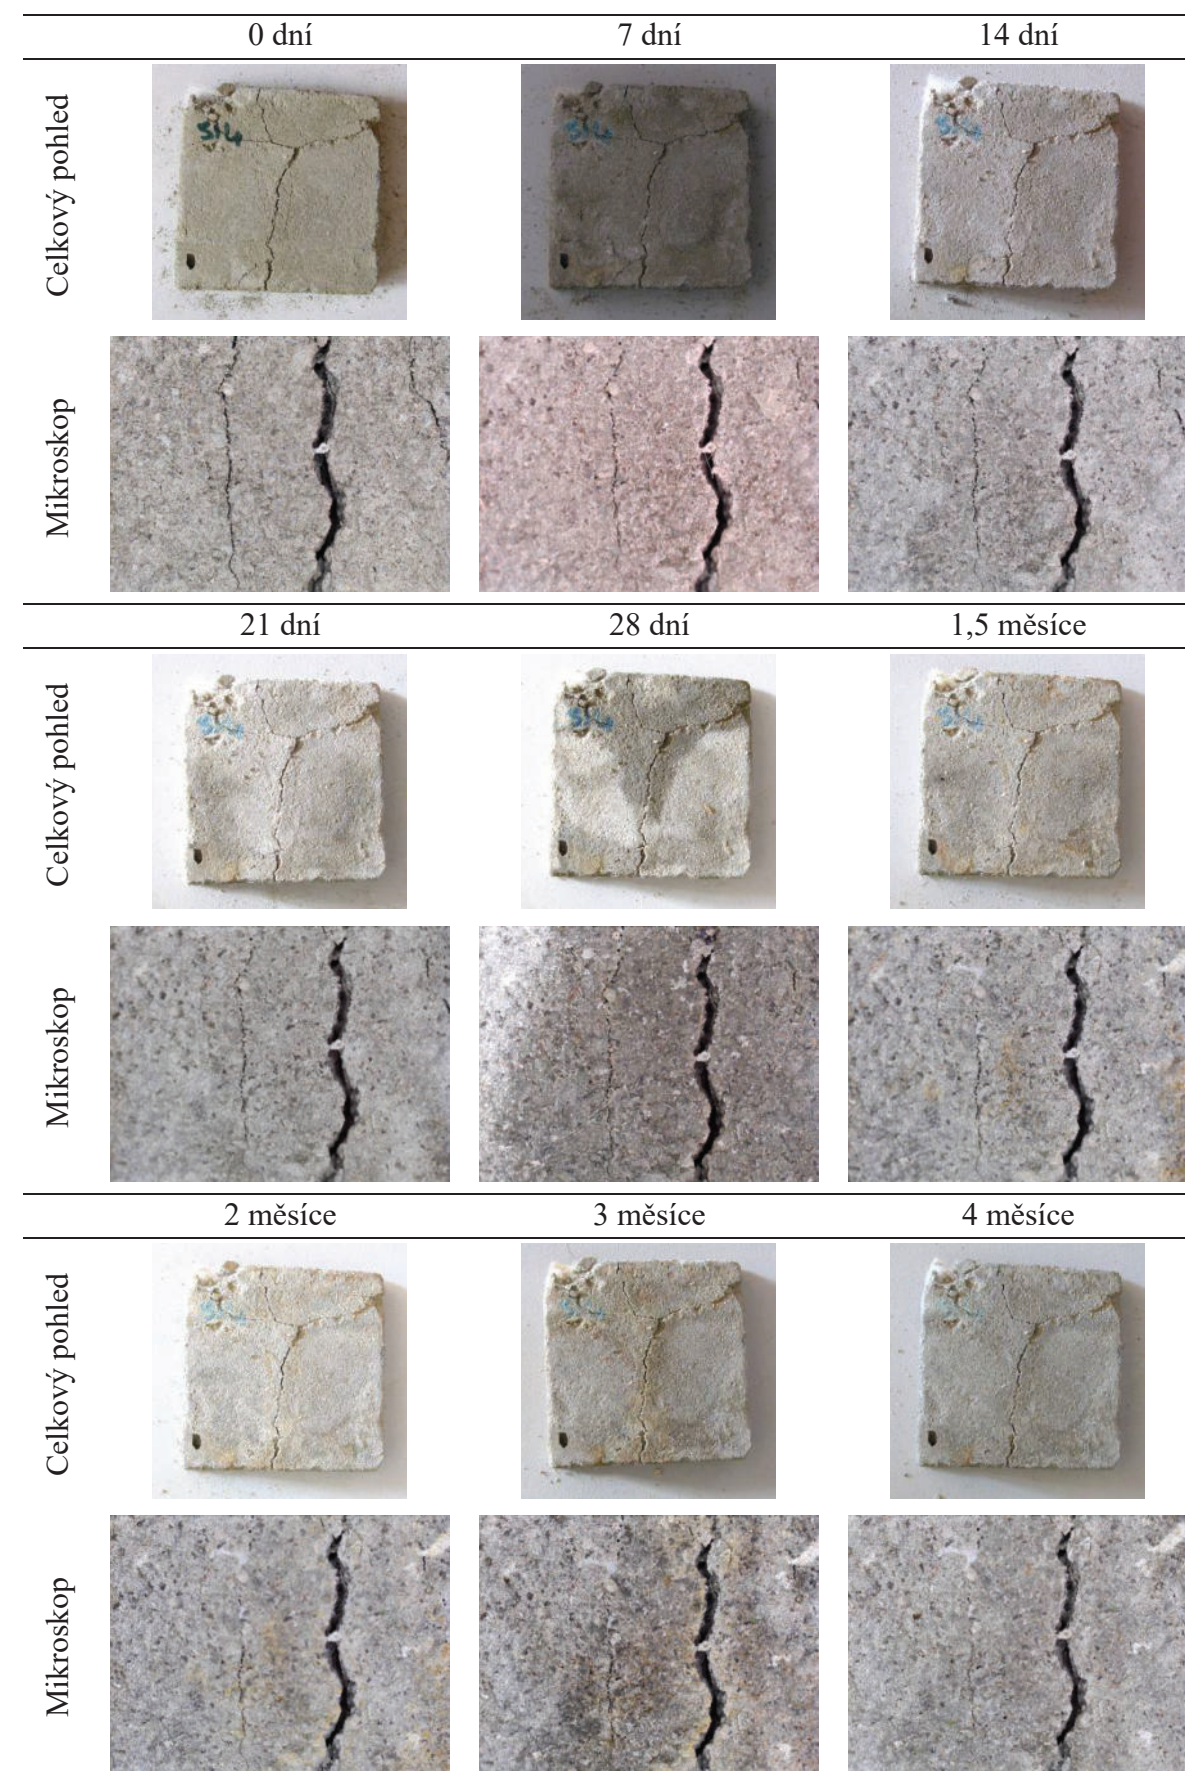 0 dní 7 dní 14 dní
Celkový pohled
Mikroskop
21 dní 28 dní 1,5 měsíce
Celkový pohled
Mikroskop
2 měsíce 3 měsíce 4 měsíce
Celkový pohled
Mikroskop